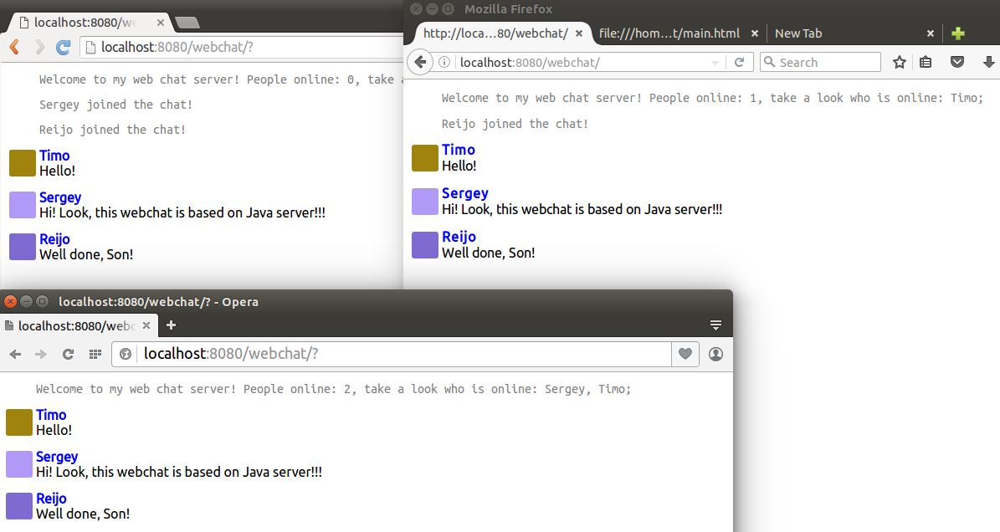 localhost:8080/we
localhost:8080/webchat/?
Welcome to my web chat server! People online: 0, take a
Sergey joined the chat!
Reijo joined the chat!
Timo
Hello!
Sergey
Hi! Look, this webchat is based on Java server!!!
Reijo
Well done, Son!
Mozilla Firefox
http://loca...80/webchat/
file:///hom...t/main.html
New Tab
localhost:8080/webchat/
Search
Welcome to my web chat server! People online: 1, take a look who is online: Timo;
Reijo joined the chat!
Timo
Hello!
Sergey
Hi! Look, this webchat is based on Java server!!!
Reijo
Well done, Son!
localhost:8080/webchat/? - Opera
localhost:8080/webc
localhost:8080/webchat/?
Welcome to my web chat server! People online: 2, take a look who is online: Sergey, Timo;
Timo
Hello!
Sergey
Hi! Look, this webchat is based on Java server!!!
Reijo
Well done, Son!